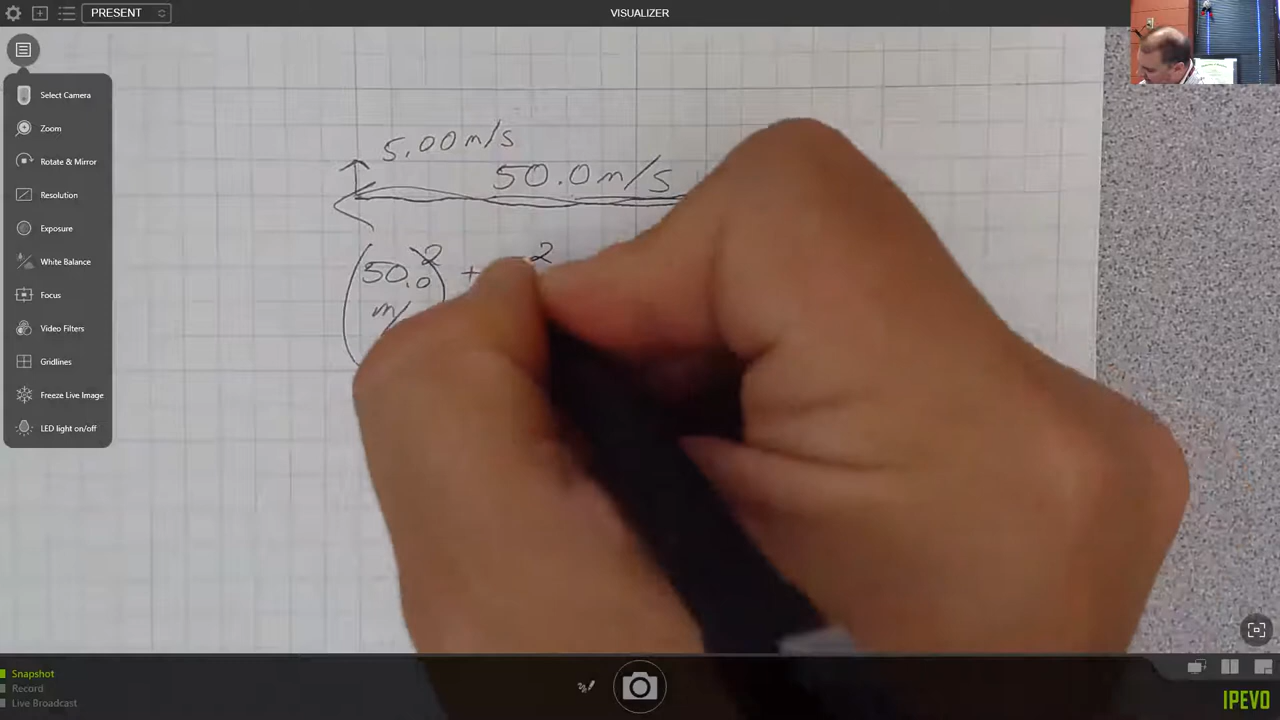 PRESENT
VISUALIZER
Select Camera
Zoom
Rotate & Mirror
Resolution
Exposure
White Balance
Focus
Video Filters
Gridlines
Freeze Live Image
LED light on/off
5.00 m/s
50.0 m/s
(50.0)² + ²
m/
Snapshot
Record
Live Broadcast
IPEVO